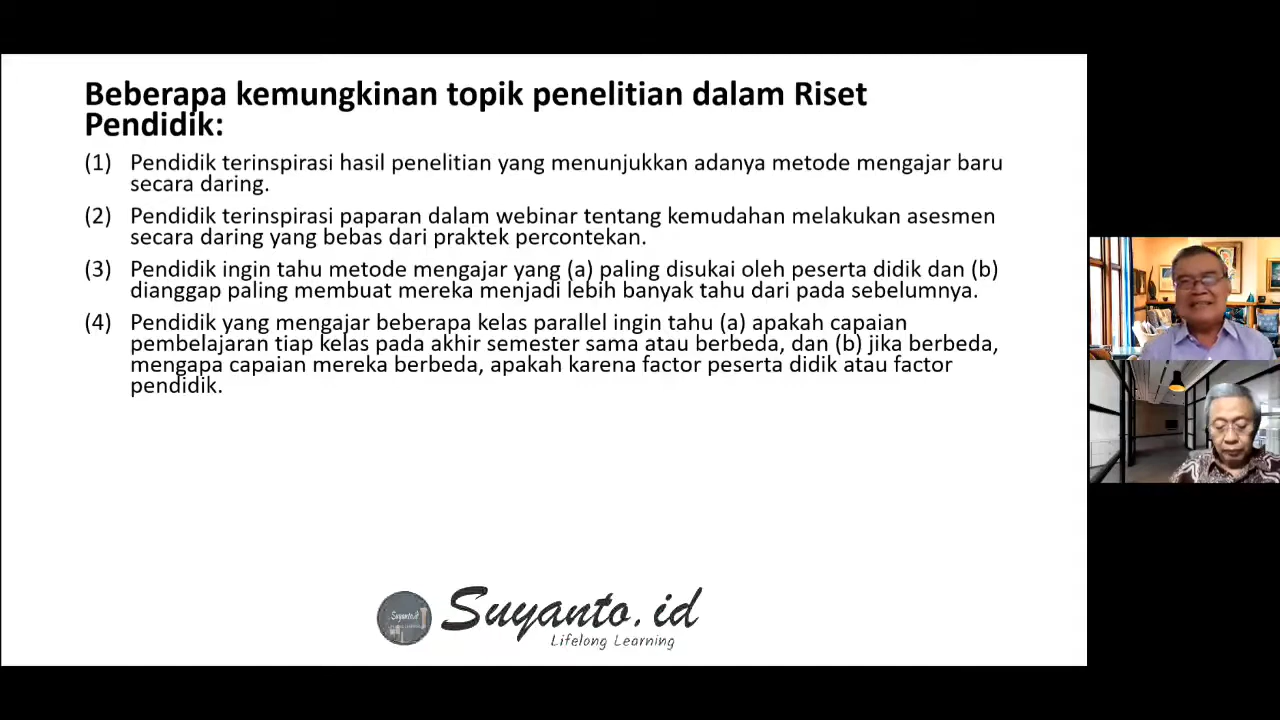 Beberapa kemungkinan topik penelitian dalam Riset
Pendidik:
(1) Pendidik terinspirasi hasil penelitian yang menunjukkan adanya metode mengajar baru
secara daring.
(2) Pendidik terinspirasi paparan dalam webinar tentang kemudahan melakukan asesmen
secara daring yang bebas dari praktek percontekan.
(3) Pendidik ingin tahu metode mengajar yang (a) paling disukai oleh peserta didik dan (b)
dianggap paling membuat mereka menjadi lebih banyak tahu dari pada sebelumnya.
(4) Pendidik yang mengajar beberapa kelas parallel ingin tahu (a) apakah capaian
pembelajaran tiap kelas pada akhir semester sama atau berbeda, dan (b) jika berbeda,
mengapa capaian mereka berbeda, apakah karena factor peserta didik atau factor
pendidik.
Suyanto.id
Suyanto.id
Lifelong Learning